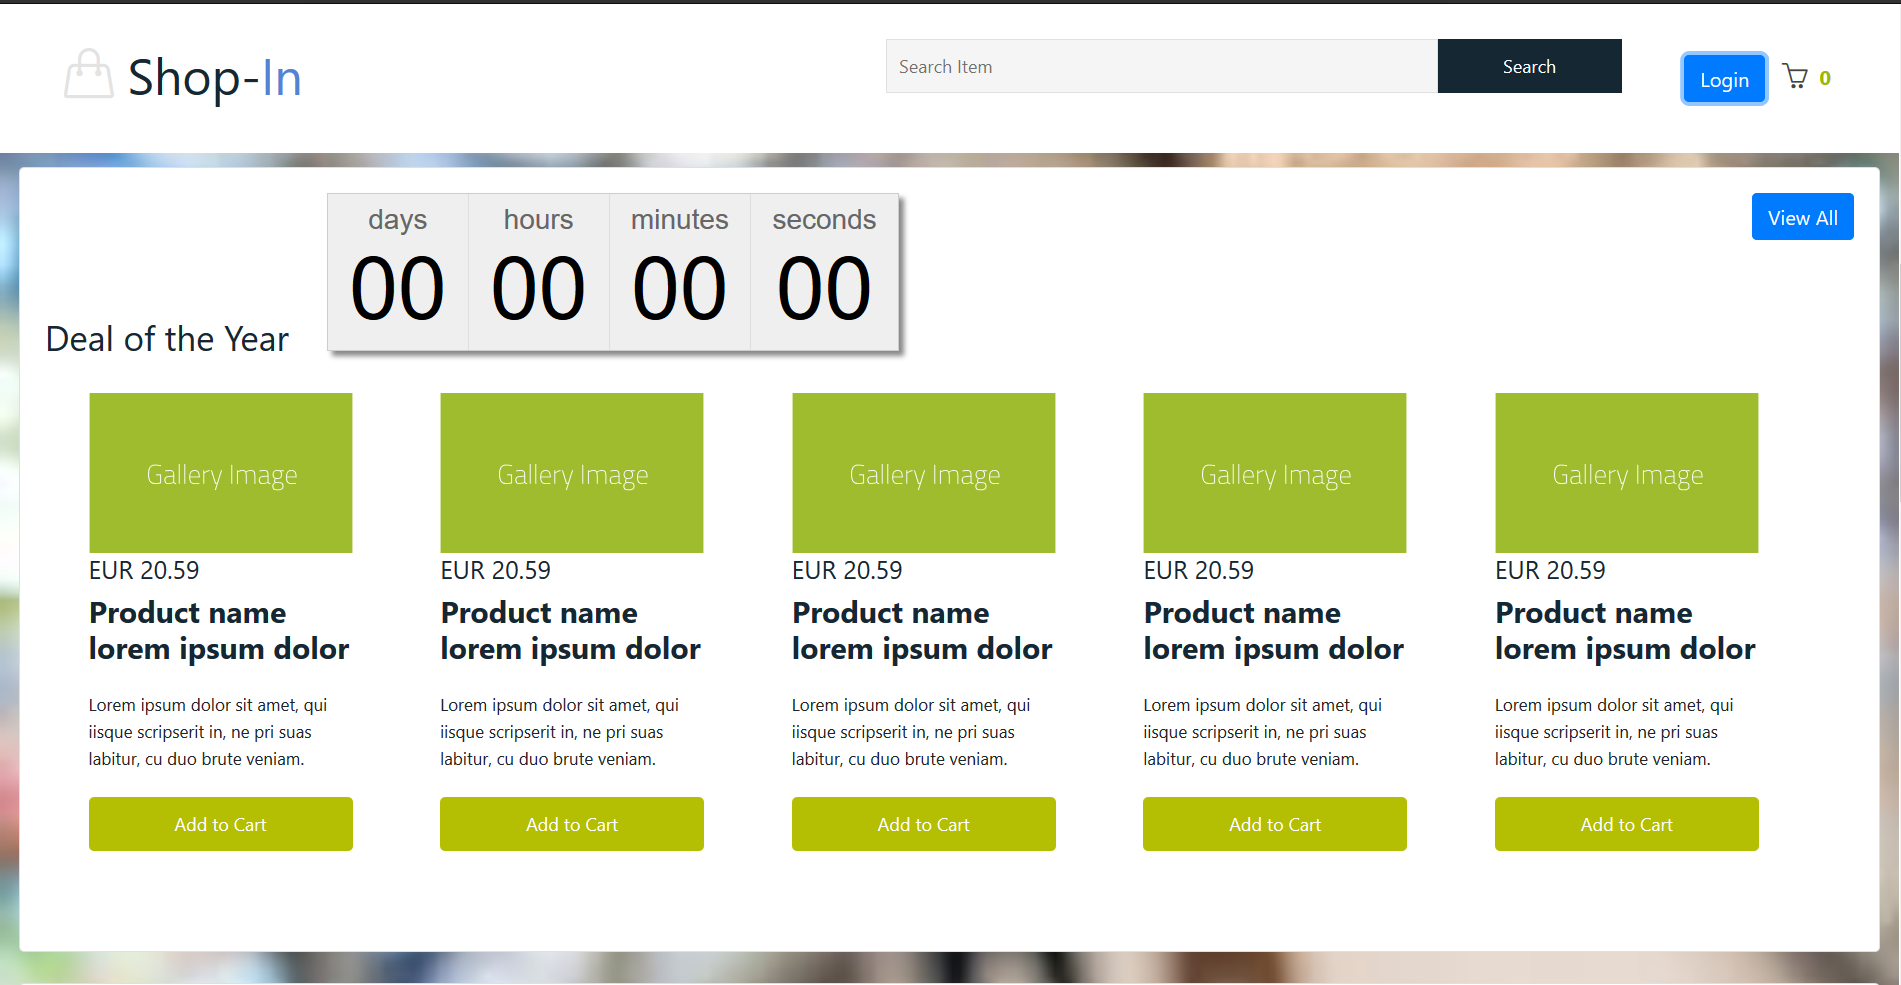 Shop-In
Search Item
Search
Login
0
days
hours
minutes
seconds
00
00
00
00
View All
Deal of the Year
Gallery Image
Gallery Image
Gallery Image
Gallery Image
Gallery Image
EUR 20.59
EUR 20.59
EUR 20.59
EUR 20.59
EUR 20.59
Product name
lorem ipsum dolor
Product name
lorem ipsum dolor
Product name
lorem ipsum dolor
Product name
lorem ipsum dolor
Product name
lorem ipsum dolor
Lorem ipsum dolor sit amet, qui
iisque scripserit in, ne pri suas
labitur, cu duo brute veniam.
Lorem ipsum dolor sit amet, qui
iisque scripserit in, ne pri suas
labitur, cu duo brute veniam.
Lorem ipsum dolor sit amet, qui
iisque scripserit in, ne pri suas
labitur, cu duo brute veniam.
Lorem ipsum dolor sit amet, qui
iisque scripserit in, ne pri suas
labitur, cu duo brute veniam.
Lorem ipsum dolor sit amet, qui
iisque scripserit in, ne pri suas
labitur, cu duo brute veniam.
Add to Cart
Add to Cart
Add to Cart
Add to Cart
Add to Cart